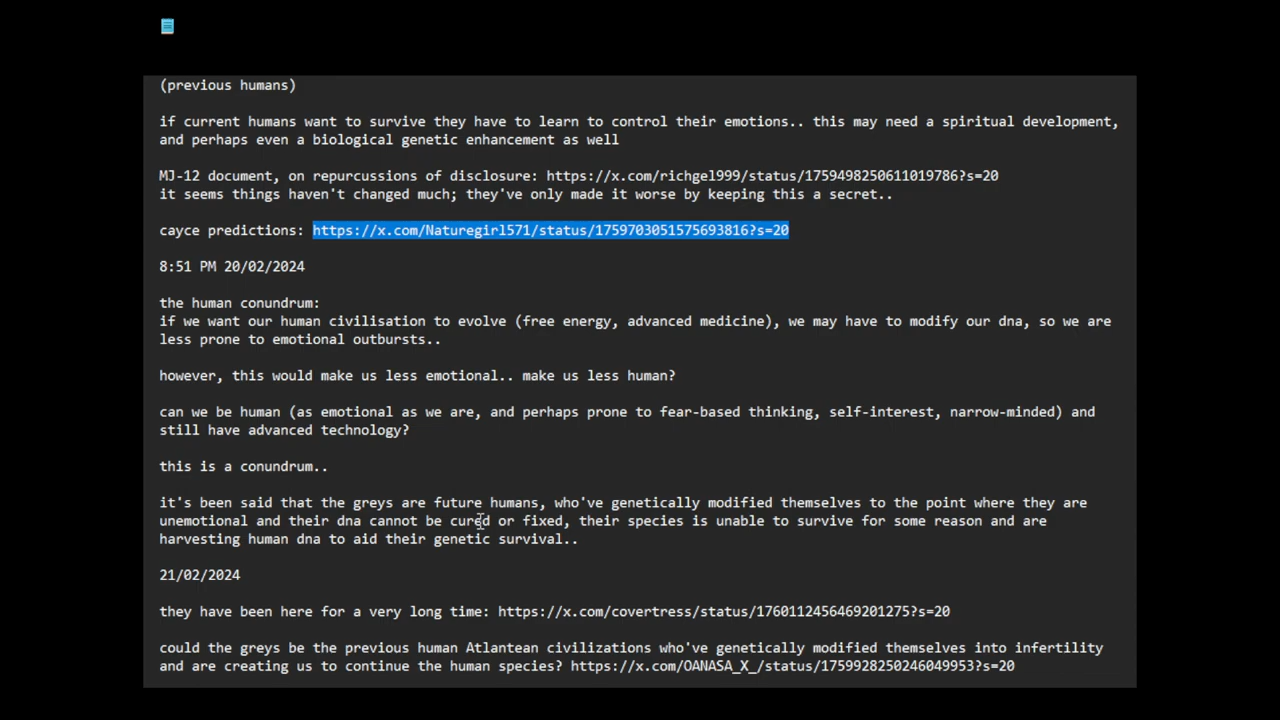 (previous humans)
if current humans want to survive they have to learn to control their emotions.. this may need a spiritual development,
and perhaps even a biological genetic enhancement as well
MJ-12 document, on repurcussions of disclosure: https://x.com/richgel999/status/1759498250611019786?s=20
it seems things haven't changed much; they've only made it worse by keeping this a secret..
cayce predictions: https://x.com/Naturegirl571/status/1759703051575693816?s=20
8:51 PM 20/02/2024
the human conundrum:
if we want our human civilisation to evolve (free energy, advanced medicine), we may have to modify our dna, so we are
less prone to emotional outbursts..
however, this would make us less emotional.. make us less human?
can we be human (as emotional as we are, and perhaps prone to fear-based thinking, self-interest, narrow-minded) and
still have advanced technology?
this is a conundrum..
it's been said that the greys are future humans, who've genetically modified themselves to the point where they are
unemotional and their dna cannot be cured or fixed, their species is unable to survive for some reason and are
harvesting human dna to aid their genetic survival..
21/02/2024
they have been here for a very long time: https://x.com/covertress/status/1760112456469201275?s=20
could the greys be the previous human Atlantean civilizations who've genetically modified themselves into infertility
and are creating us to continue the human species? https://x.com/OANASA_X_/status/1759928250246049953?s=20